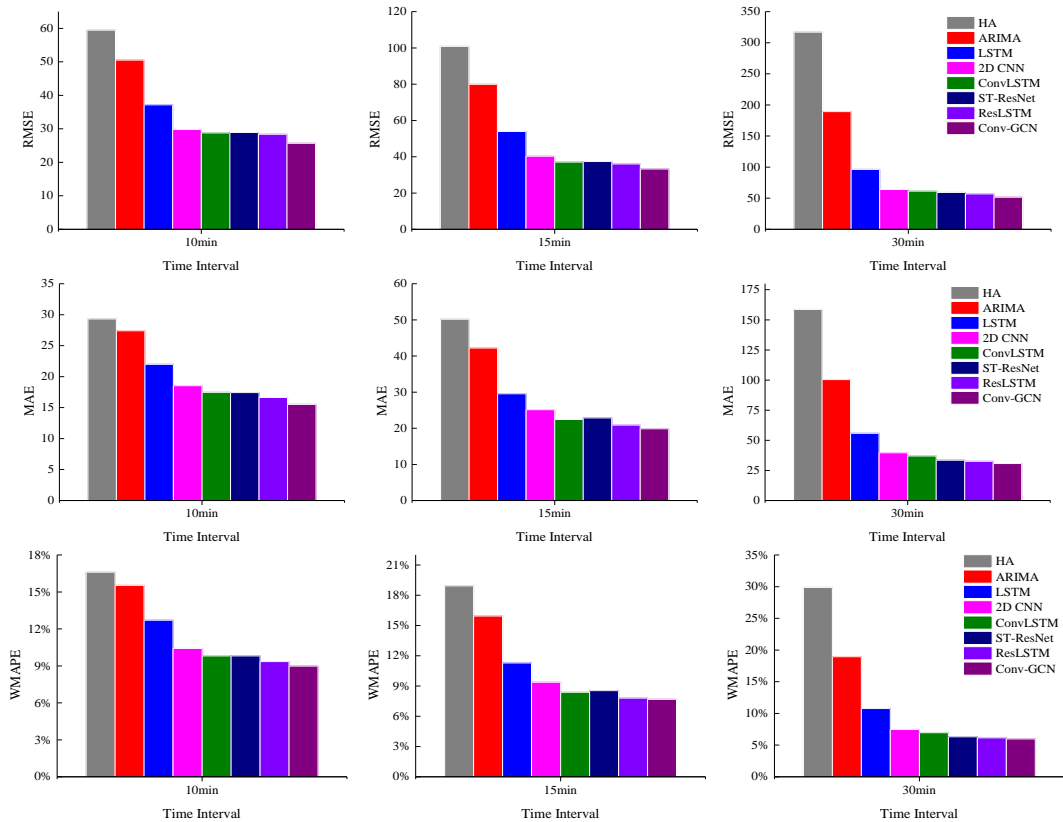 RMSE
60
50
40
30
20
10
0
10min
Time Interval
RMSE
120
100
80
60
40
20
0
15min
Time Interval
RMSE
350
300
250
200
150
100
50
0
30min
Time Interval
HA
ARIMA
LSTM
2D CNN
ConvLSTM
ST-ResNet
ResLSTM
Conv-GCN
MAE
35
30
25
20
15
10
5
0
10min
Time Interval
MAE
60
50
40
30
20
10
0
15min
Time Interval
MAE
175
150
125
100
75
50
25
0
30min
Time Interval
HA
ARIMA
LSTM
2D CNN
ConvLSTM
ST-ResNet
ResLSTM
Conv-GCN
WMAPE
18%
15%
12%
9%
6%
3%
0%
10min
Time Interval
WMAPE
21%
18%
15%
12%
9%
6%
3%
0%
15min
Time Interval
WMAPE
35%
30%
25%
20%
15%
10%
5%
0%
30min
Time Interval
HA
ARIMA
LSTM
2D CNN
ConvLSTM
ST-ResNet
ResLSTM
Conv-GCN